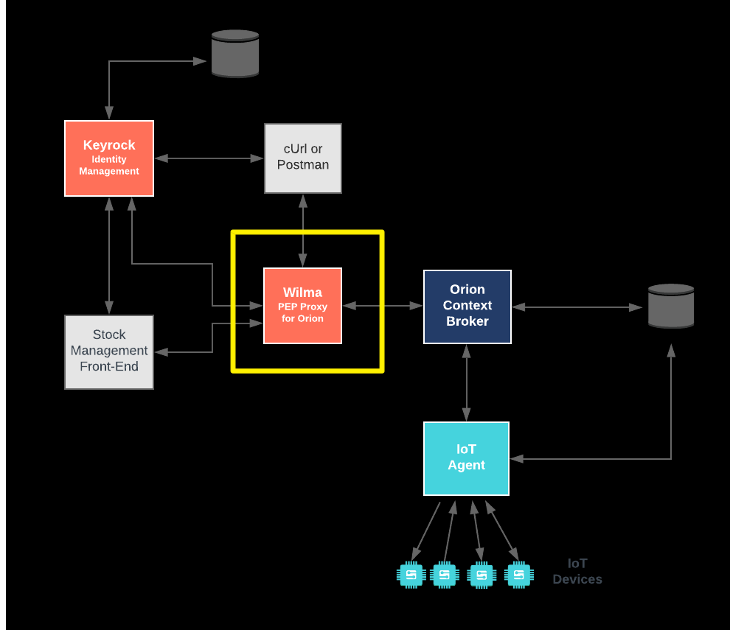 Keyrock
Identity
Management
cUrl or
Postman
Wilma
PEP Proxy
for Orion
Orion
Context
Broker
Stock
Management
Front-End
IoT
Agent
IoT
Devices